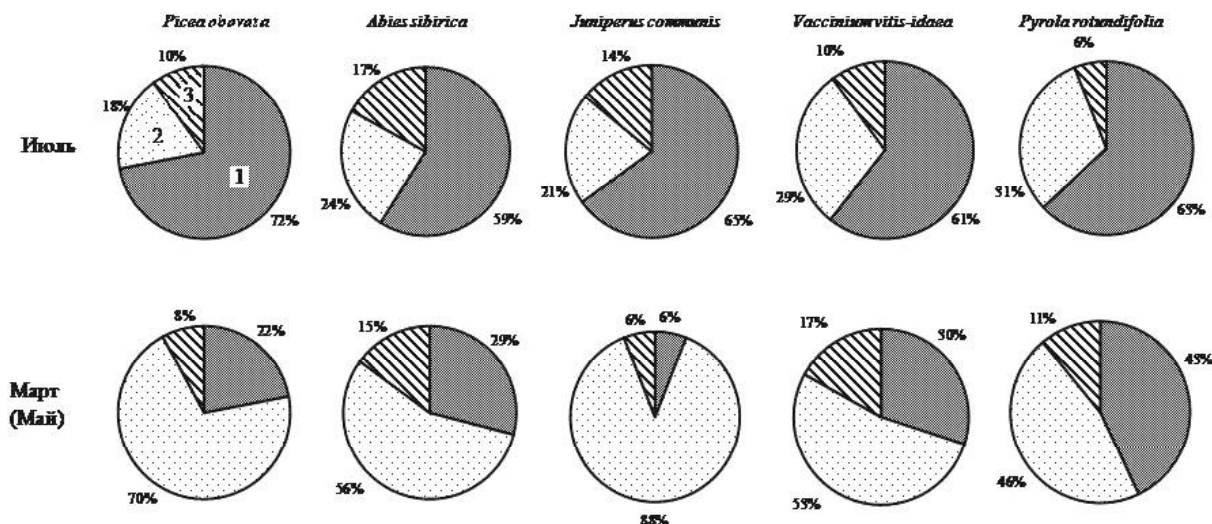 Picea obovata Abies sibirica Juniperus communis Vaccinium vitis-idaea Pyrola rotundifolia
Июль
10% 18% 72% 1 2 3
17% 24% 59%
14% 21% 65%
10% 29% 61%
6% 31% 63%
Март
(Май)
8% 22% 70%
15% 29% 56%
6% 6% 88%
17% 30% 53%
11% 43% 46%